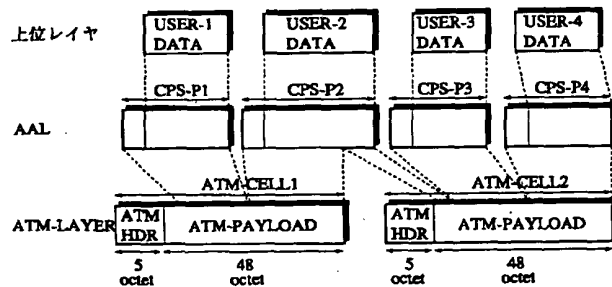 上位レイヤ
USER-1
DATA
USER-2
DATA
USER-3
DATA
USER-4
DATA
CPS-P1
CPS-P2
CPS-P3
CPS-P4
AAL
ATM-CELL1
ATM-CELL2
ATM-LAYER
ATM
HDR
ATM-PAYLOAD
ATM
HDR
ATM-PAYLOAD
5
octet
48
octet
5
octet
48
octet